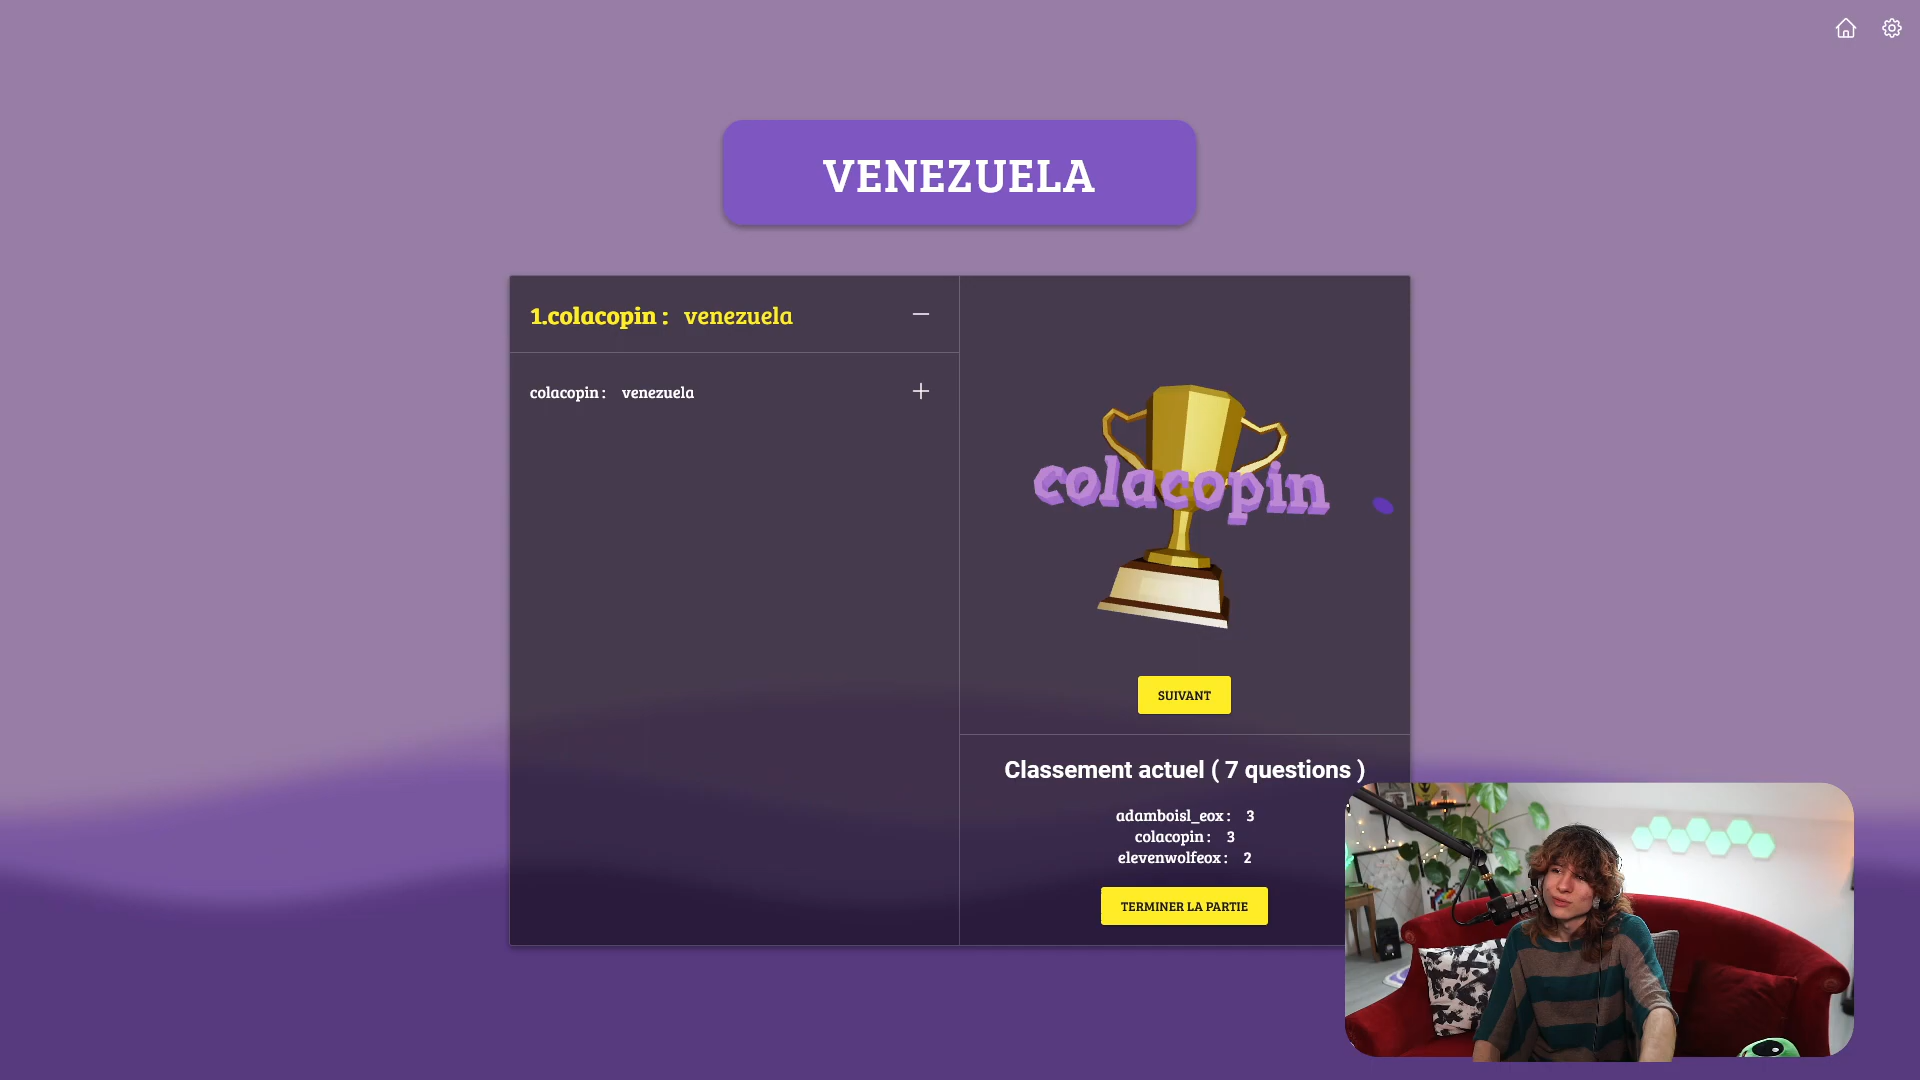 VENEZUELA
1.colacopin : venezuela
colacopin : venezuela
colacopin
SUIVANT
Classement actuel ( 7 questions )
adamboisl_eox : 3
colacopin : 3
elevenwolfeox : 2
TERMINER LA PARTIE